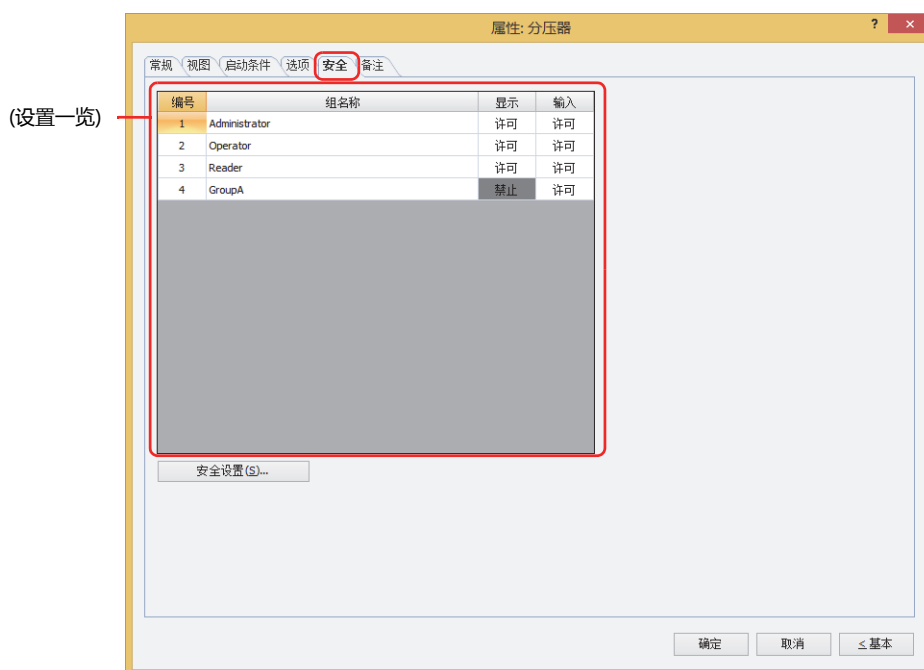 属性: 分压器
? ×
常规 视图 启动条件 选项 安全 备注
(设置一览)
编号 组名称 显示 输入
1 Administrator 许可 许可
2 Operator 许可 许可
3 Reader 许可 许可
4 GroupA 禁止 许可
安全设置(S)...
确定 取消 ≤基本